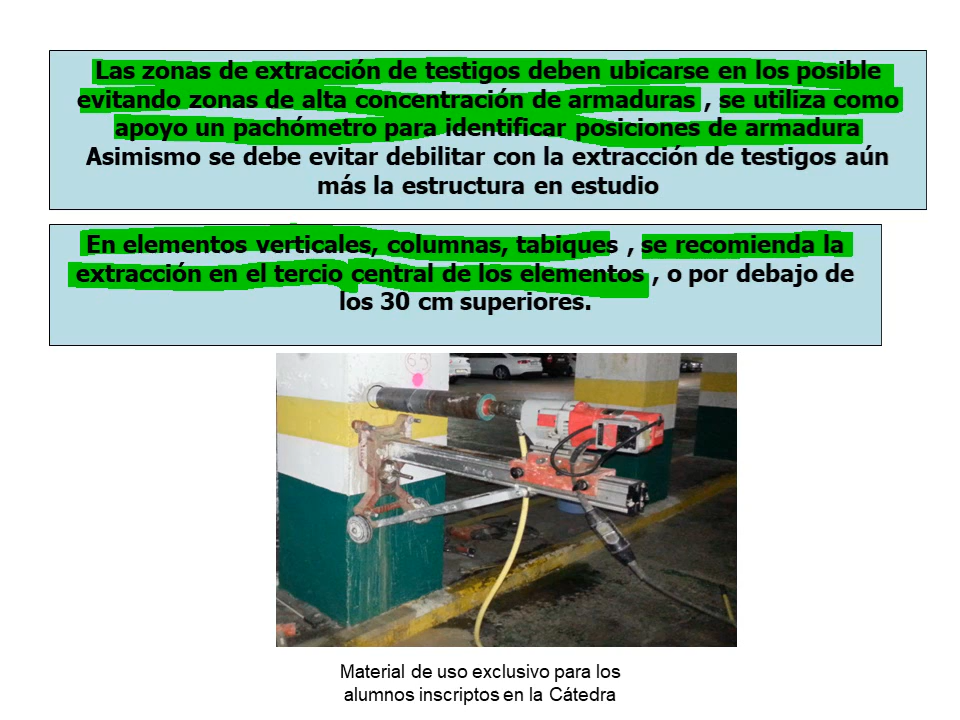 Las zonas de extracción de testigos deben ubicarse en los posible
evitando zonas de alta concentración de armaduras , se utiliza como
apoyo un pachómetro para identificar posiciones de armadura
Asimismo se debe evitar debilitar con la extracción de testigos aún
más la estructura en estudio
En elementos verticales, columnas, tabiques , se recomienda la
extracción en el tercio central de los elementos , o por debajo de
los 30 cm superiores.
Material de uso exclusivo para los
alumnos inscriptos en la Cátedra